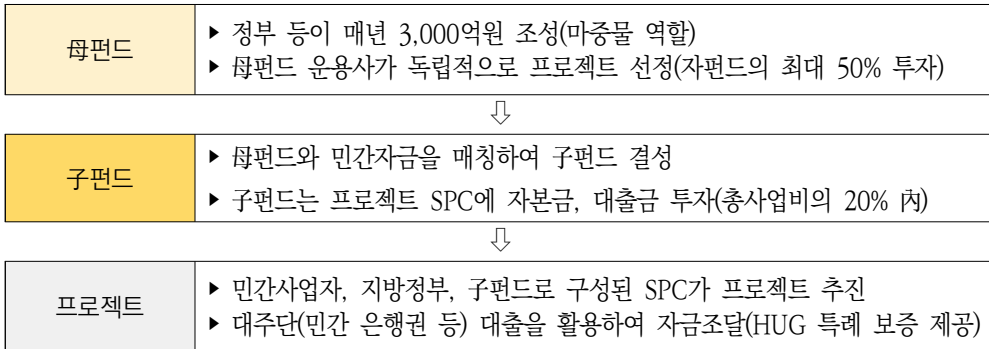 母펀드
▶ 정부 등이 매년 3,000억원 조성(마중물 역할)
▶ 母펀드 운용사가 독립적으로 프로젝트 선정(자펀드의 최대 50% 투자)
⇩
子펀드
▶ 母펀드와 민간자금을 매칭하여 子펀드 결성
▶ 子펀드는 프로젝트 SPC에 자본금, 대출금 투자(총사업비의 20% 內)
⇩
프로젝트
▶ 민간사업자, 지방정부, 子펀드로 구성된 SPC가 프로젝트 추진
▶ 대주단(민간 은행권 등) 대출을 활용하여 자금조달(HUG 특례 보증 제공)